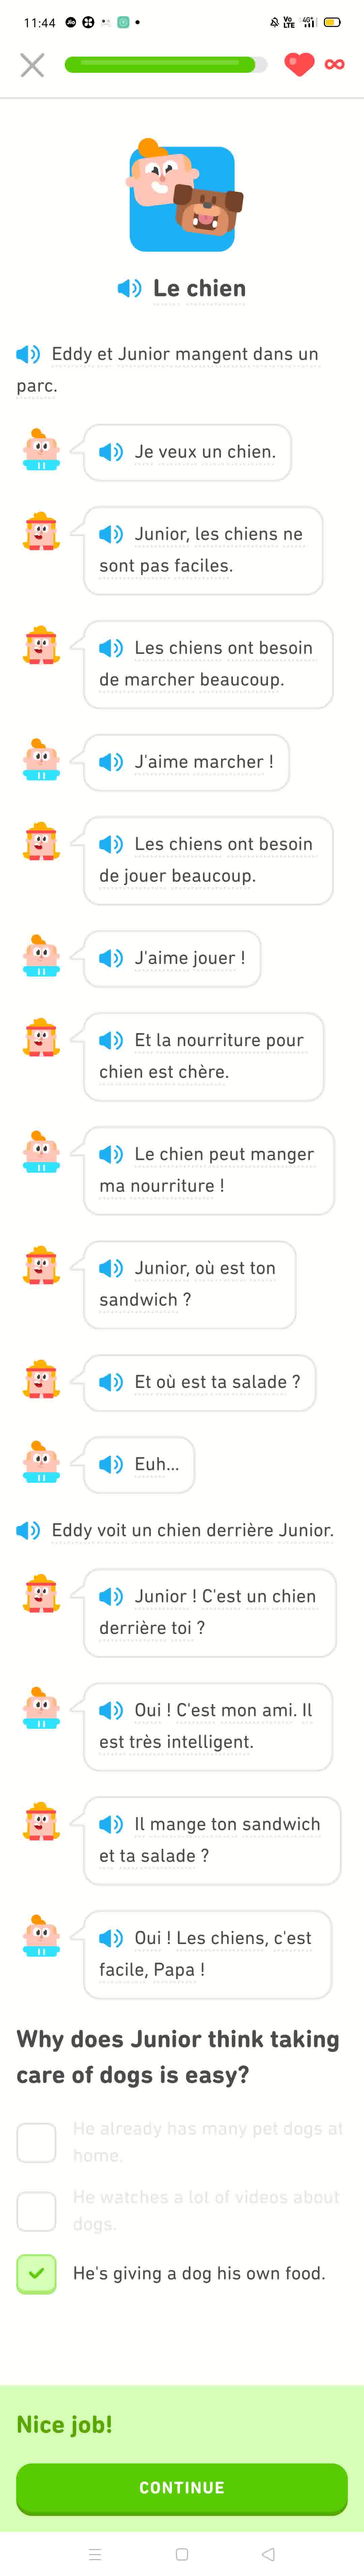 11:44
Le chien
Eddy et Junior mangent dans un
parc.
Je veux un chien.
Junior, les chiens ne
sont pas faciles.
Les chiens ont besoin
de marcher beaucoup.
J'aime marcher !
Les chiens ont besoin
de jouer beaucoup.
J'aime jouer !
Et la nourriture pour
chien est chère.
Le chien peut manger
ma nourriture !
Junior, où est ton
sandwich ?
Et où est ta salade ?
Euh...
Eddy voit un chien derrière Junior.
Junior ! C'est un chien
derrière toi ?
Oui ! C'est mon ami. Il
est très intelligent.
Il mange ton sandwich
et ta salade ?
Oui ! Les chiens, c'est
facile, Papa !
Why does Junior think taking
care of dogs is easy?
He already has many pet dogs at
home.
He watches a lot of videos about
dogs.
He's giving a dog his own food.
Nice job!
CONTINUE